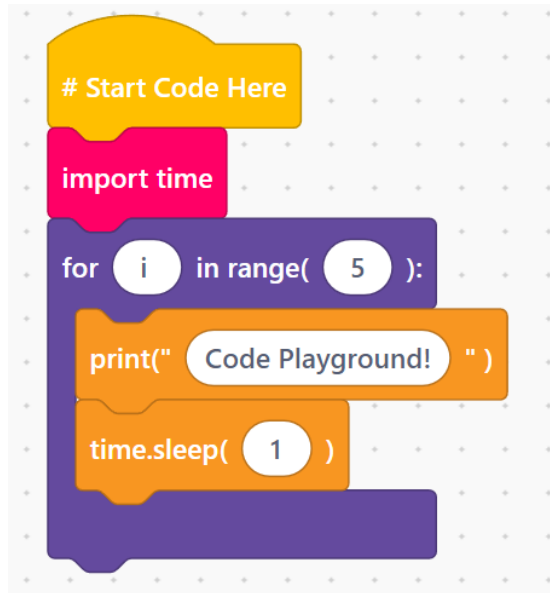 # Start Code Here
import time
for i in range( 5 ):
print(" Code Playground! " )
time.sleep( 1 )